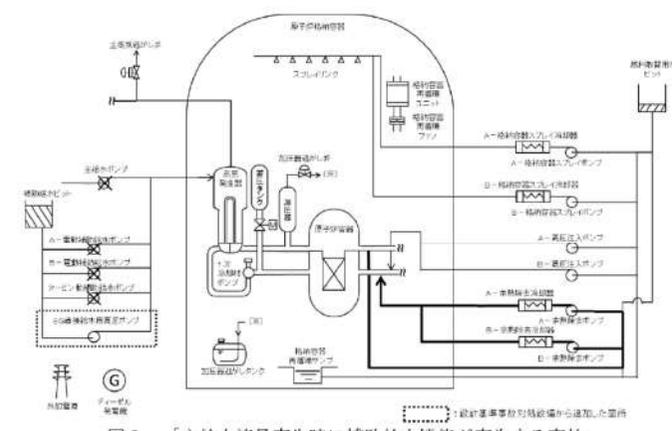 原子炉格納容器
主蒸気逃がし弁
スプレイリング
燃料取替用水
ピット
格納容器
再循環
ユニット
格納容器
再循環
ファン
A-格納容器スプレイ冷却器
A-格納容器スプレイポンプ
主給水ポンプ
加圧器逃がし弁
蒸気
発生器
蓄圧タンク
加圧器
B-格納容器スプレイ冷却器
B-格納容器スプレイポンプ
補助給水ピット
原子炉容器
A-電動補助給水ポンプ
B-電動補助給水ポンプ
タービン動補助給水ポンプ
1次
冷却材
ポンプ
A-高圧注入ポンプ
B-高圧注入ポンプ
A-余熱除去冷却器
A-余熱除去ポンプ
B-余熱除去冷却器
B-余熱除去ポンプ
SG直接給水用高圧ポンプ
加圧器逃がしタンク
格納容器
再循環サンプ
外部電源
G
ディーゼル
発電機
:設計基準事故対処設備から追加した箇所